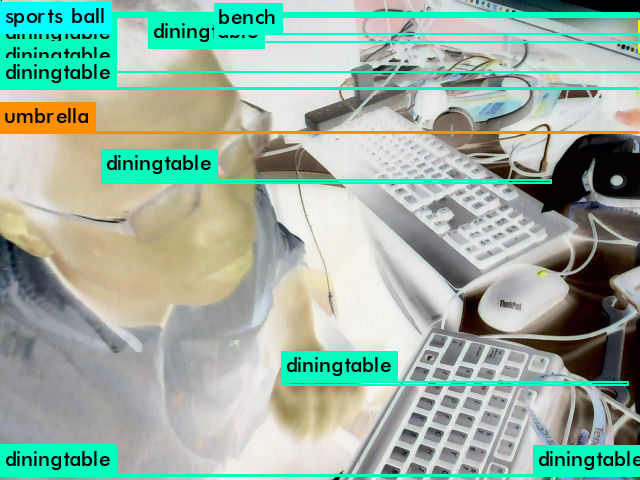 sports ball
bench
diningtable
diningtable
diningtable
diningtable
umbrella
diningtable
ThinkPad
diningtable
diningtable
diningtable